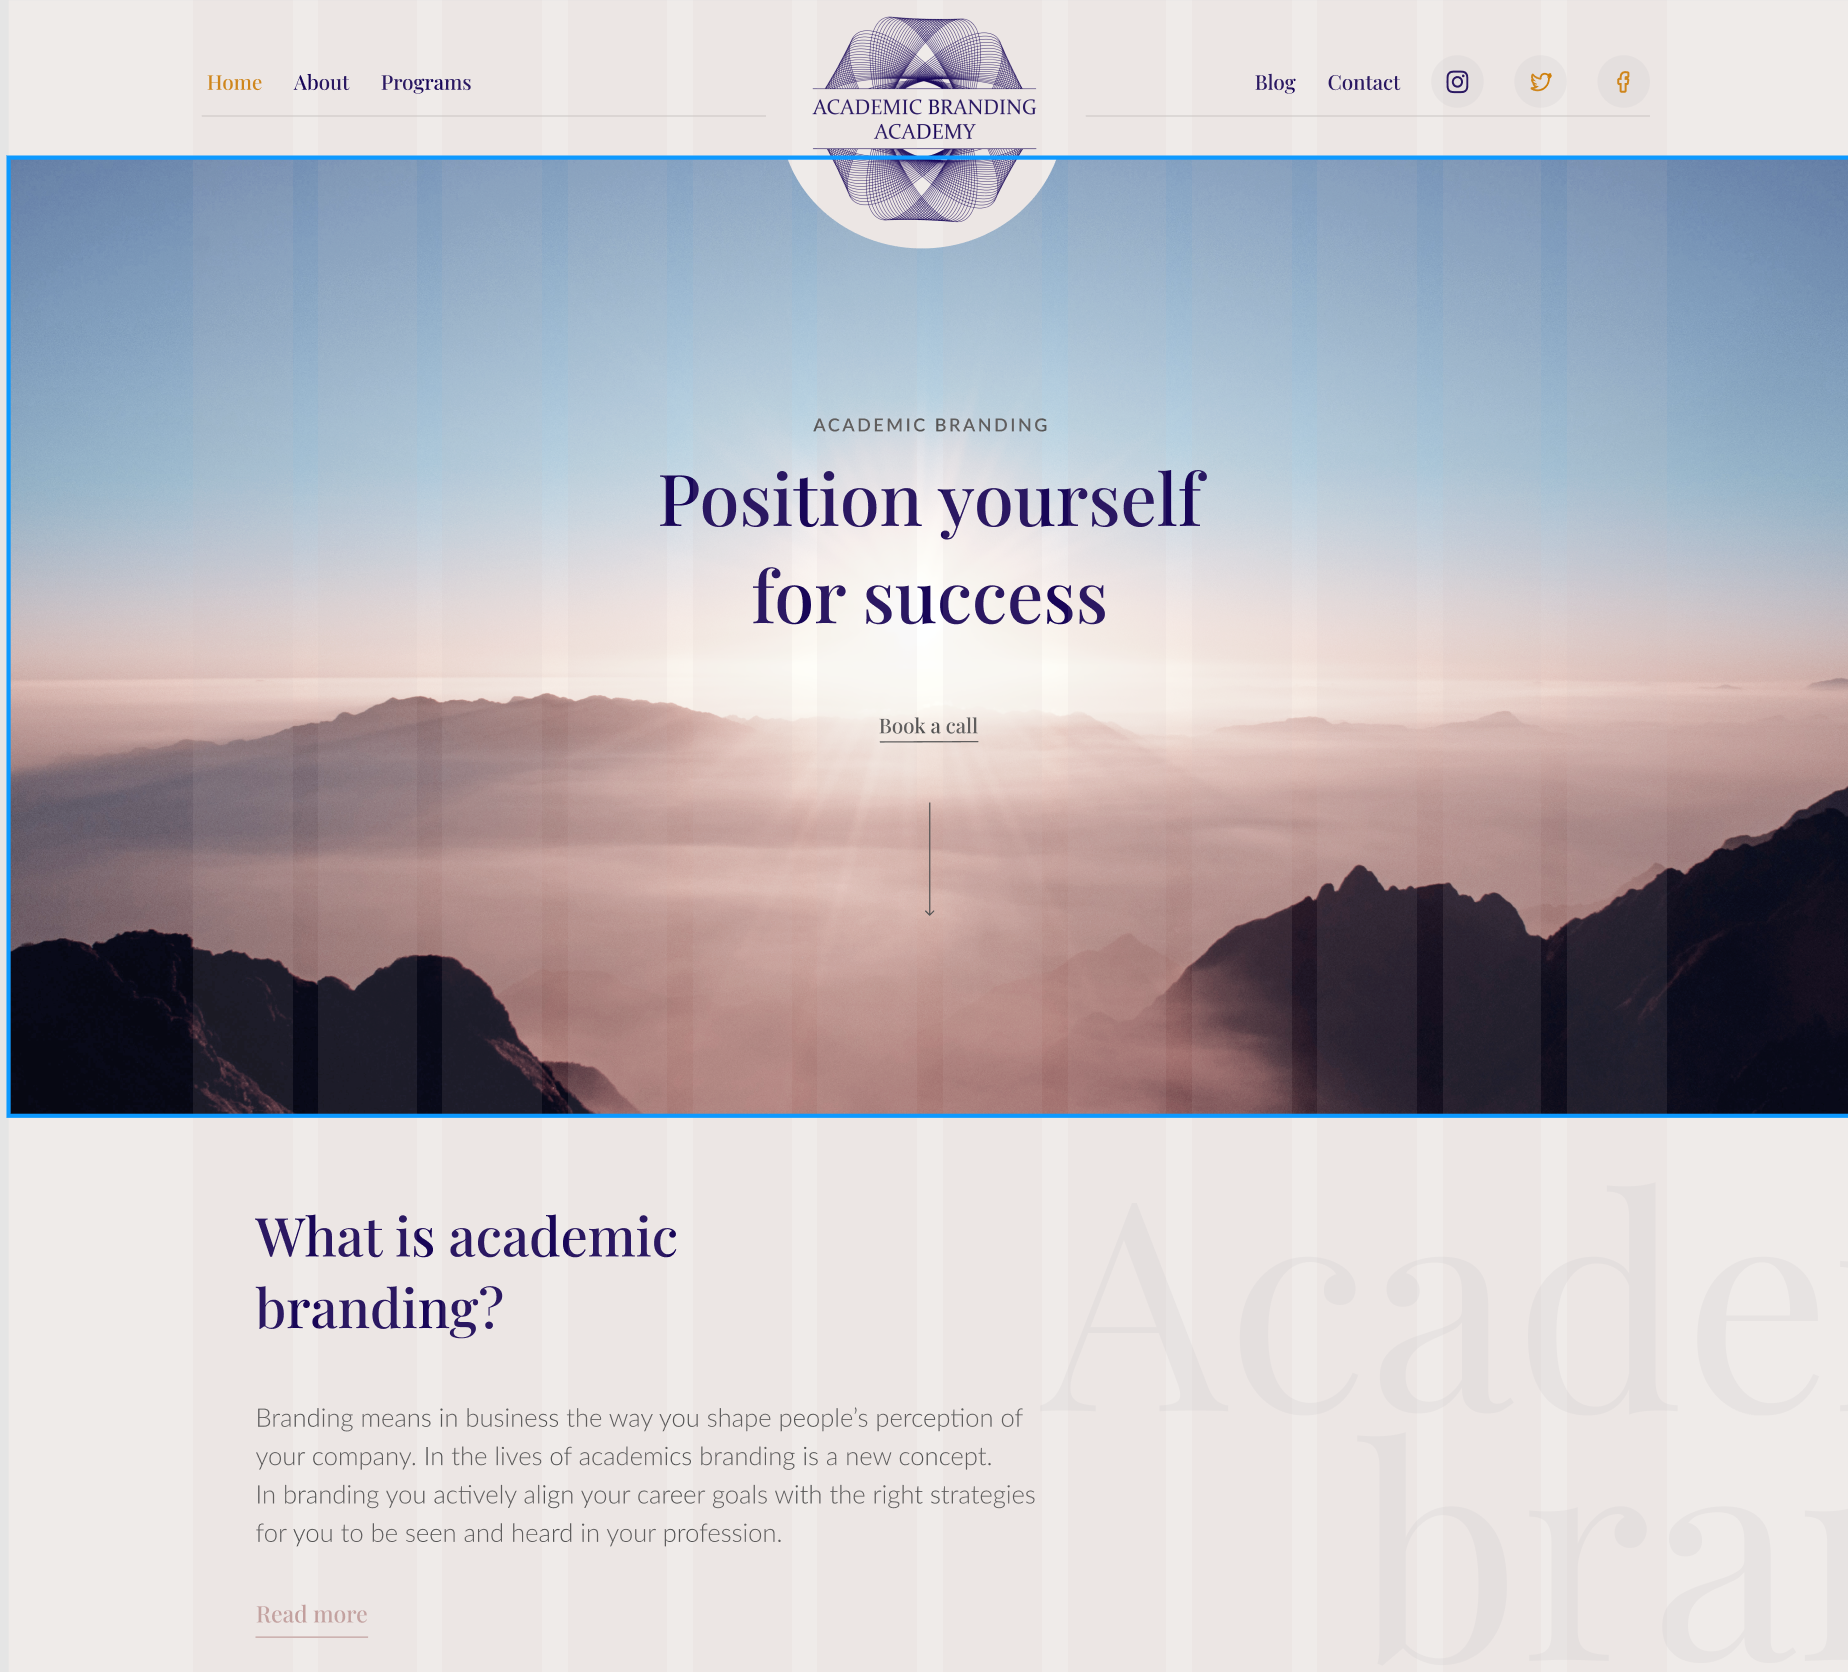 Home About Programs
ACADEMIC BRANDING
ACADEMY
Blog Contact
ACADEMIC BRANDING
Position yourself
for success
Book a call
What is academic
branding?
Branding means in business the way you shape people’s perception of
your company. In the lives of academics branding is a new concept.
In branding you actively align your career goals with the right strategies
for you to be seen and heard in your profession.
Read more
Acade
bra